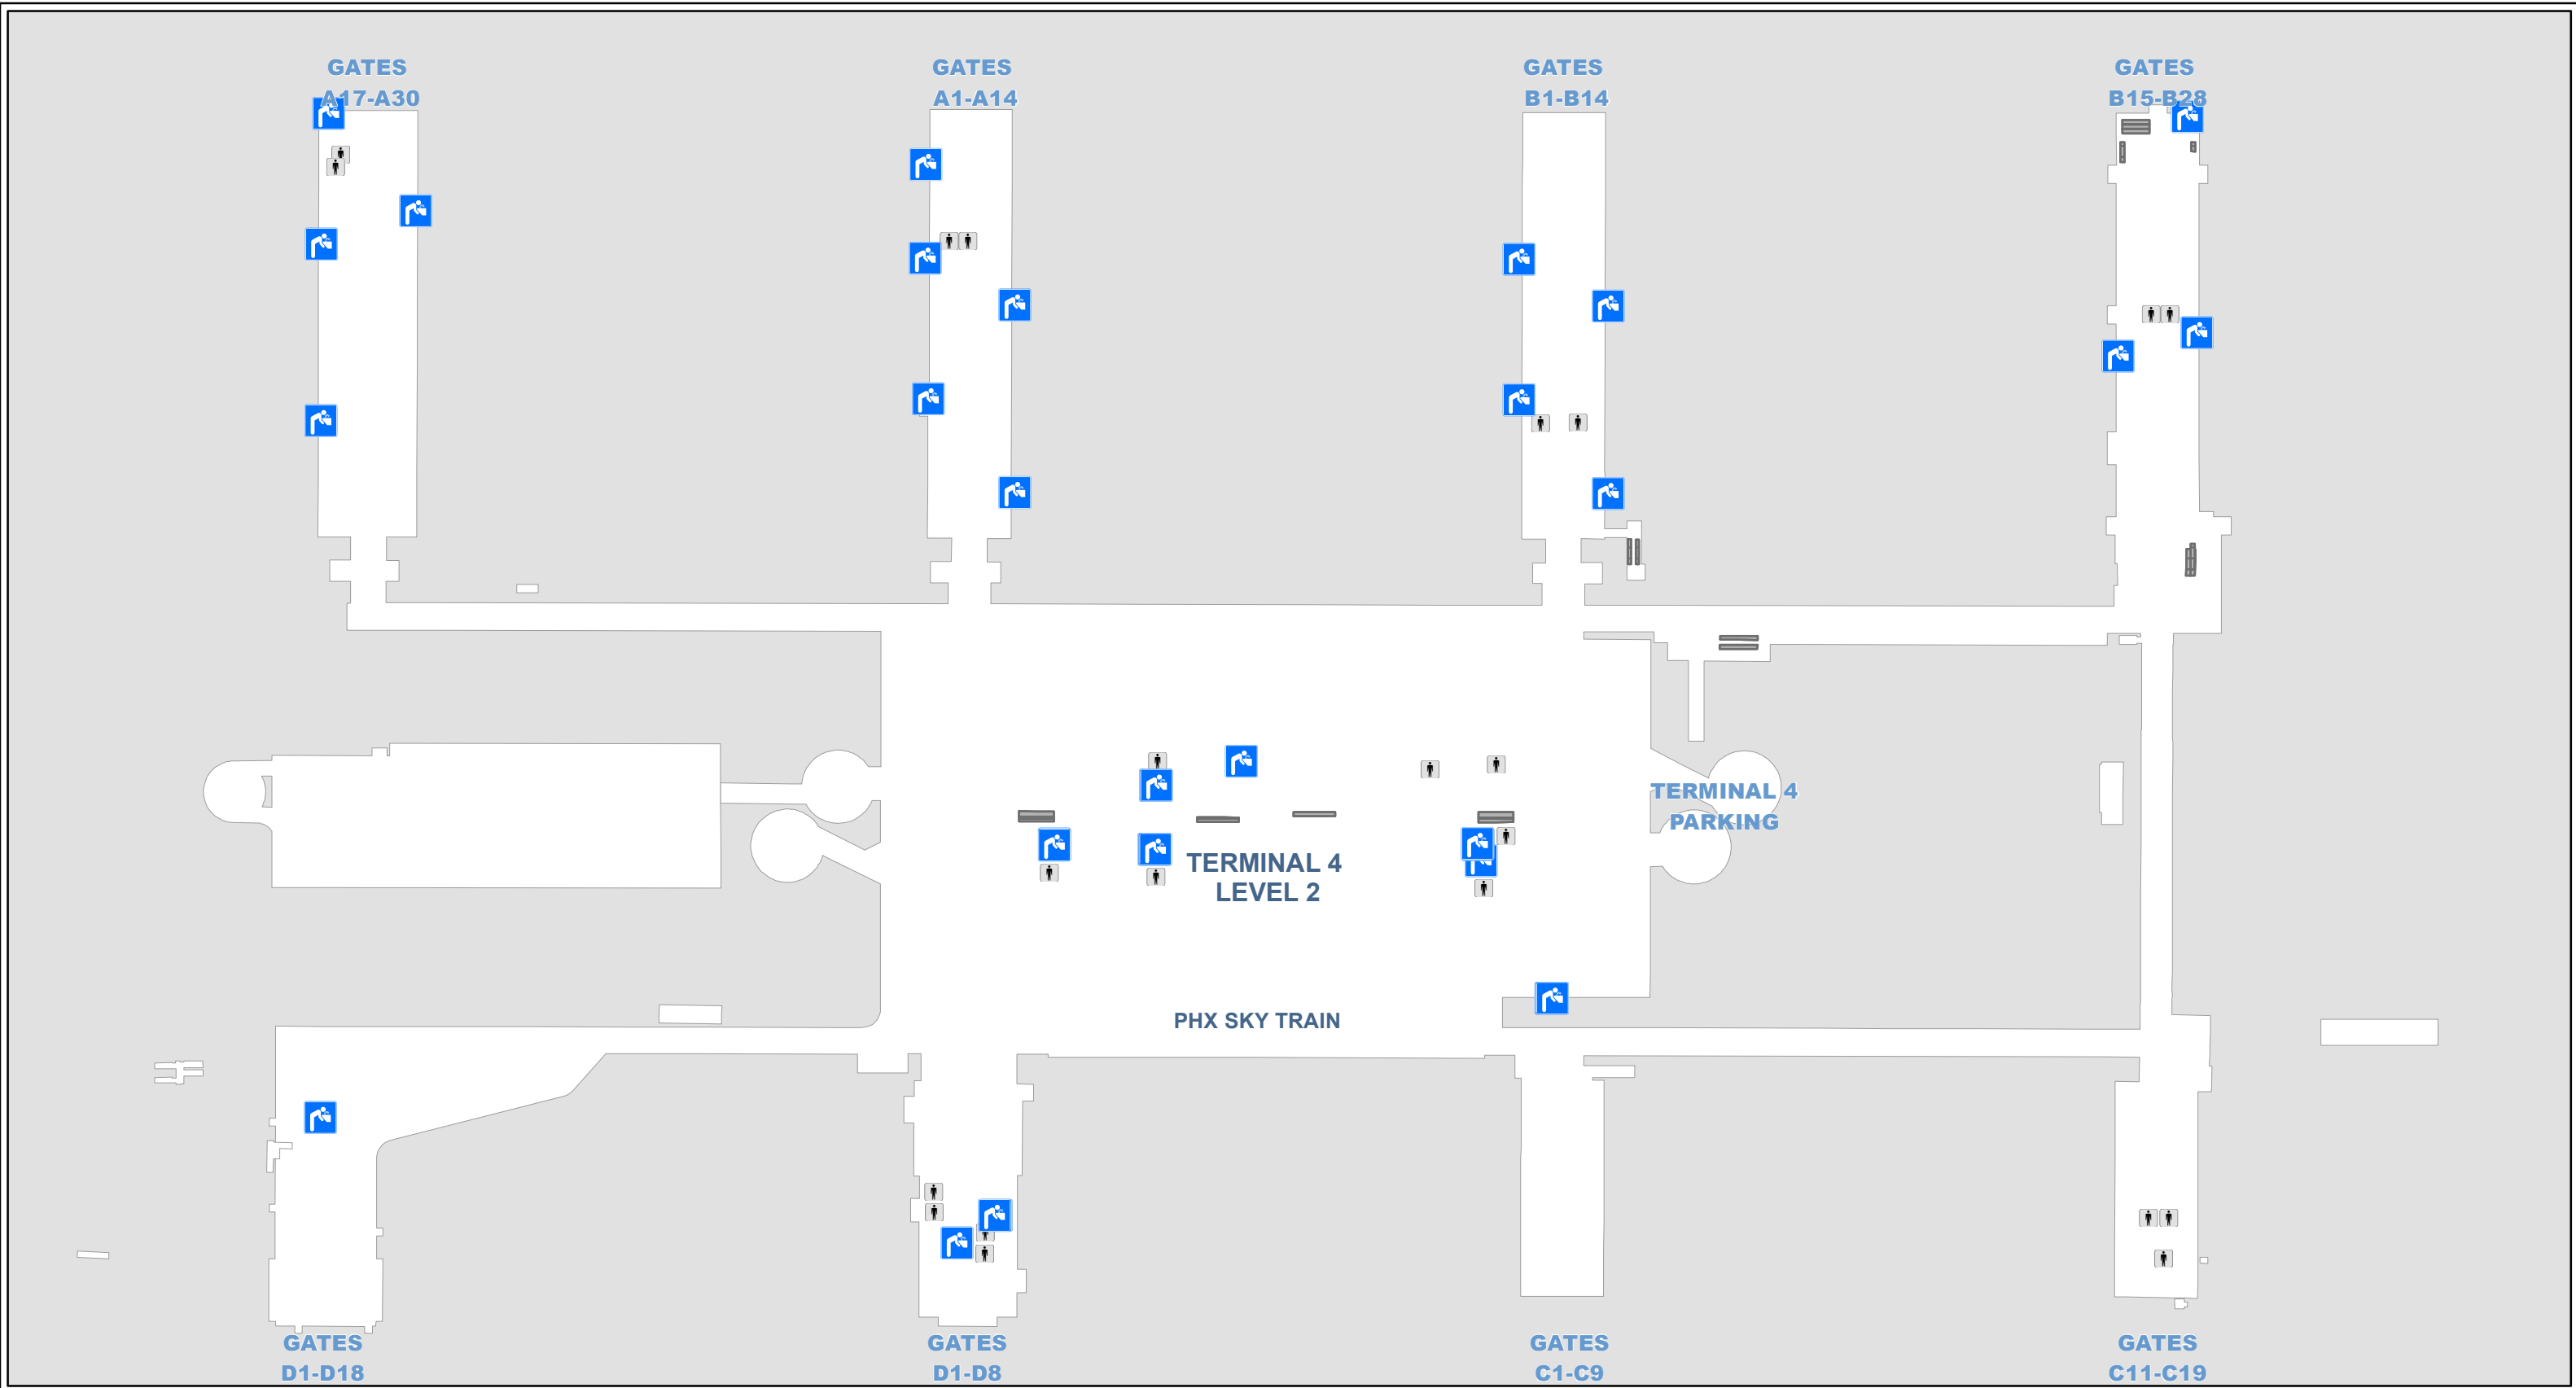 GATES
A17-A30
GATES
A1-A14
GATES
B1-B14
GATES
B15-B28
TERMINAL 4
PARKING
TERMINAL 4
LEVEL 2
PHX SKY TRAIN
GATES
D1-D18
GATES
D1-D8
GATES
C1-C9
GATES
C11-C19